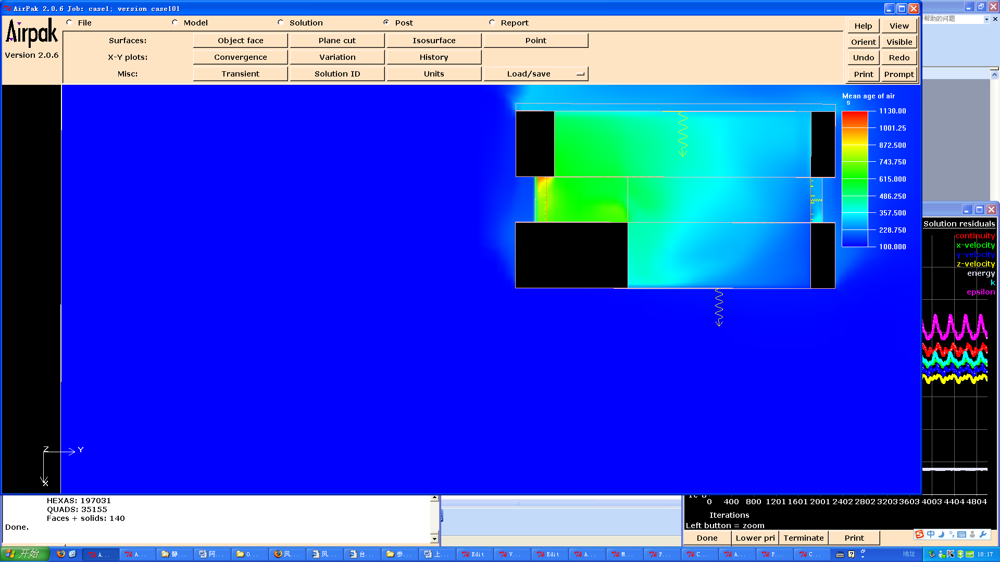 AirPak 2.0.6 Job: case1; version case101
Airpak
Version 2.0.6
File Model Solution Post Report
Surfaces: Object face Plane cut Isosurface Point
X-Y plots: Convergence Variation History
Misc: Transient Solution ID Units Load/save
Help View
Orient Visible
Undo Redo
Print Prompt
帮助的问题
Mean age of air
s
1130.00
1001.25
872.500
743.750
615.000
486.250
357.500
228.750
100.000
Z Y
X
Solution residuals
continuity
x-velocity
y-velocity
z-velocity
energy
k
epsilon
0 400 800 1201 1601 2001 2402 2802 3203 3603 4003 4404 4804
Iterations
Left button = zoom
Done Lower pri Terminate Print
HEXAS: 197031
QUADS: 35155
Faces + solids: 140
Done.
中
开始 A... A... 静... 阿... O... 凤... 凤... 台... 参... 上... Edit V... Edit A... M... P... C... A... P... C... 地址 18:17